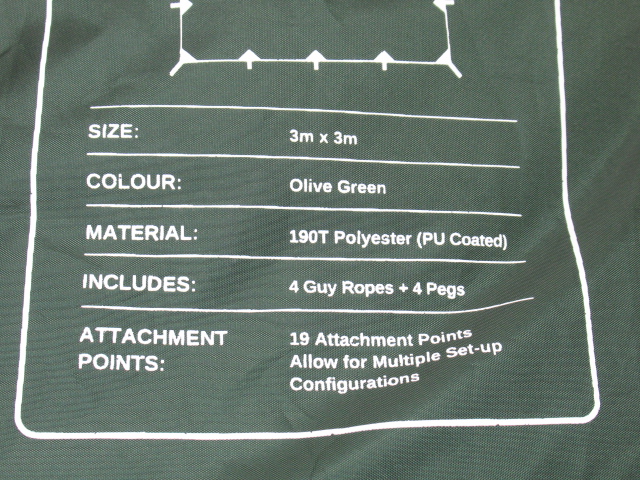 SIZE: 3m x 3m
COLOUR: Olive Green
MATERIAL: 190T Polyester (PU Coated)
INCLUDES: 4 Guy Ropes + 4 Pegs
ATTACHMENT 19 Attachment Points
POINTS: Allow for Multiple Set-up
Configurations